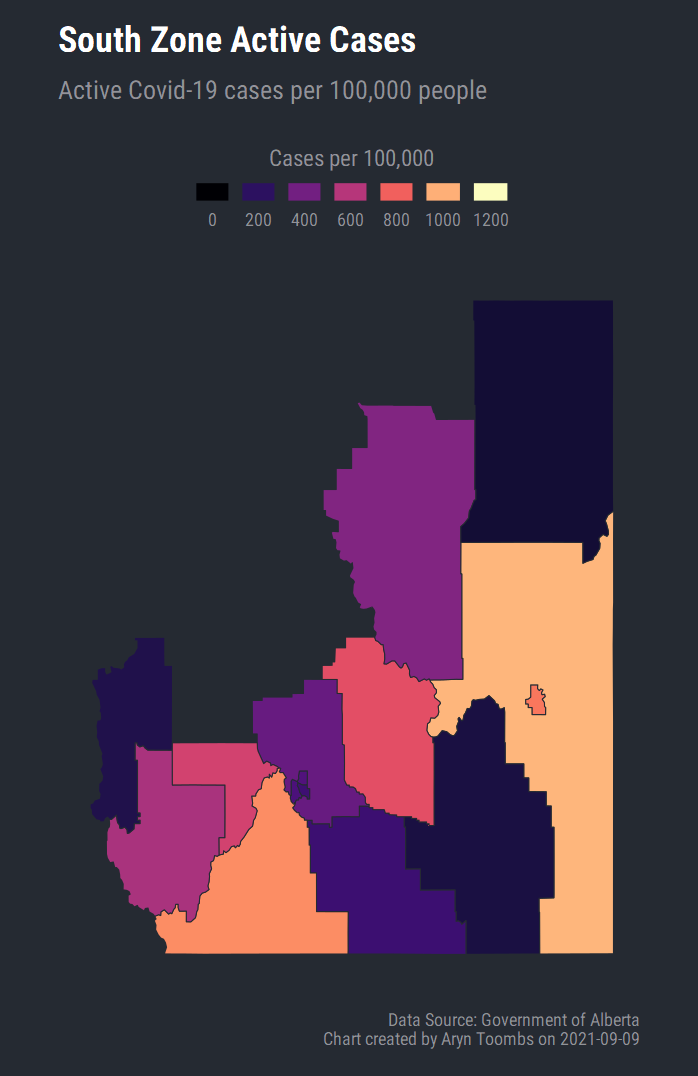 South Zone Active Cases
Active Covid-19 cases per 100,000 people
Cases per 100,000
0 200 400 600 800 1000 1200
Data Source: Government of Alberta
Chart created by Aryn Toombs on 2021-09-09